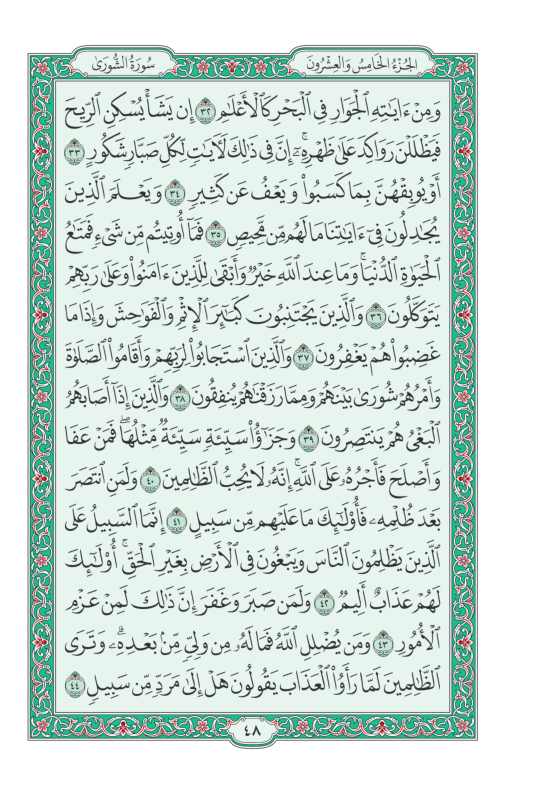 سُورَةُ الشُّورَىٰ
الجُزْءُ الخَامِسُ وَالعِشْرُونَ
وَمِنْ ءَايَٰتِهِ ٱلْجَوَارِ فِى ٱلْبَحْرِ كَٱلْأَعْلَٰمِ ٣٢ إِن يَشَأْ يُسْكِنِ ٱلرِّيحَ
فَيَظْلَلْنَ رَوَاكِدَ عَلَىٰ ظَهْرِهِۦٓ إِنَّ فِى ذَٰلِكَ لَأٓيَٰتٍ لِّكُلِّ صَبَّارٍ شَكُورٍ ٣٣
أَوْ يُوبِقْهُنَّ بِمَا كَسَبُوا۟ وَيَعْفُ عَن كَثِيرٍ ٣٤ وَيَعْلَمَ ٱلَّذِينَ
يُجَٰدِلُونَ فِىٓ ءَايَٰتِنَا مَا لَهُم مِّن مَّحِيصٍ ٣٥ فَمَآ أُوتِيتُم مِّن شَىْءٍ فَمَتَٰعُ
ٱلْحَيَوٰةِ ٱلدُّنْيَا ۖ وَمَا عِندَ ٱللَّهِ خَيْرٌ وَأَبْقَىٰ لِلَّذِينَ ءَامَنُوا۟ وَعَلَىٰ رَبِّهِمْ
يَتَوَكَّلُونَ ٣٦ وَٱلَّذِينَ يَجْتَنِبُونَ كَبَٰٓئِرَ ٱلْإِثْمِ وَٱلْفَوَٰحِشَ وَإِذَا مَا
غَضِبُوا۟ هُمْ يَغْفِرُونَ ٣٧ وَٱلَّذِينَ ٱسْتَجَابُوا۟ لِرَبِّهِمْ وَأَقَامُوا۟ ٱلصَّلَوٰةَ
وَأَمْرُهُمْ شُورَىٰ بَيْنَهُمْ وَمِمَّا رَزَقْنَٰهُمْ يُنفِقُونَ ٣٨ وَٱلَّذِينَ إِذَآ أَصَابَهُمُ
ٱلْبَغْىُ هُمْ يَنتَصِرُونَ ٣٩ وَجَزَٰٓؤُا۟ سَيِّئَةٍ سَيِّئَةٌ مِّثْلُهَا ۖ فَمَنْ عَفَا
وَأَصْلَحَ فَأَجْرُهُۥ عَلَى ٱللَّهِ ۚ إِنَّهُۥ لَا يُحِبُّ ٱلظَّٰلِمِينَ ٤٠ وَلَمَنِ ٱنتَصَرَ
بَعْدَ ظُلْمِهِۦ فَأُو۟لَٰٓئِكَ مَا عَلَيْهِم مِّن سَبِيلٍ ٤١ إِنَّمَا ٱلسَّبِيلُ عَلَى
ٱلَّذِينَ يَظْلِمُونَ ٱلنَّاسَ وَيَبْغُونَ فِى ٱلْأَرْضِ بِغَيْرِ ٱلْحَقِّ ۚ أُو۟لَٰٓئِكَ
لَهُمْ عَذَابٌ أَلِيمٌ ٤٢ وَلَمَن صَبَرَ وَغَفَرَ إِنَّ ذَٰلِكَ لَمِنْ عَزْمِ
ٱلْأُمُورِ ٤٣ وَمَن يُضْلِلِ ٱللَّهُ فَمَا لَهُۥ مِن وَلِىٍّ مِّنۢ بَعْدِهِۦ ۗ وَتَرَى
ٱلظَّٰلِمِينَ لَمَّا رَأَوُا۟ ٱلْعَذَابَ يَقُولُونَ هَلْ إِلَىٰ مَرَدٍّ مِّن سَبِيلٍ ٤٤
٤٨